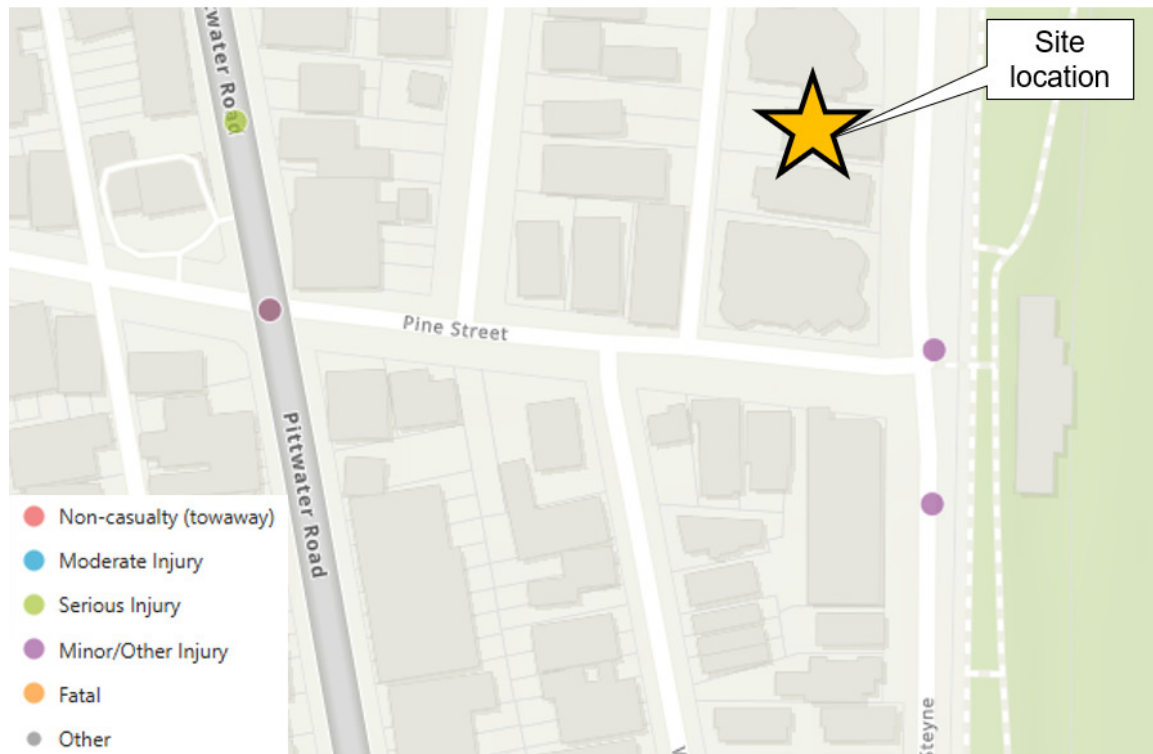 Site
location
ttwater Road
Pine Street
Pittwater Road
Non-casualty (towaway)
Moderate Injury
Serious Injury
Minor/Other Injury
Fatal
Other
Steyne